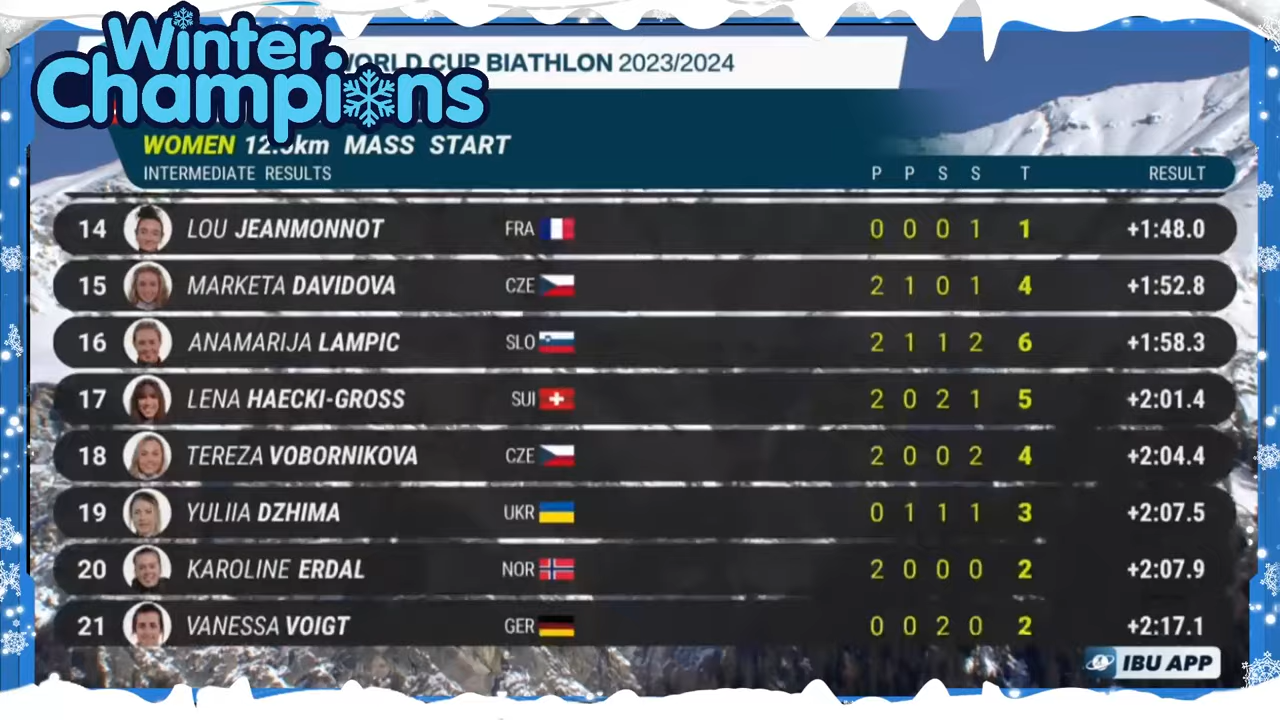 Winter
Champions
WORLD CUP BIATHLON 2023/2024
WOMEN 12.5km MASS START
INTERMEDIATE RESULTS P P S S T RESULT
14 LOU JEANMONNOT FRA 0 0 0 1 1 +1:48.0
15 MARKETA DAVIDOVA CZE 2 1 0 1 4 +1:52.8
16 ANAMARIJA LAMPIC SLO 2 1 1 2 6 +1:58.3
17 LENA HAECKI-GROSS SUI 2 0 2 1 5 +2:01.4
18 TEREZA VOBORNIKOVA CZE 2 0 0 2 4 +2:04.4
19 YULIIA DZHIMA UKR 0 1 1 1 3 +2:07.5
20 KAROLINE ERDAL NOR 2 0 0 0 2 +2:07.9
21 VANESSA VOIGT GER 0 0 2 0 2 +2:17.1
IBU APP